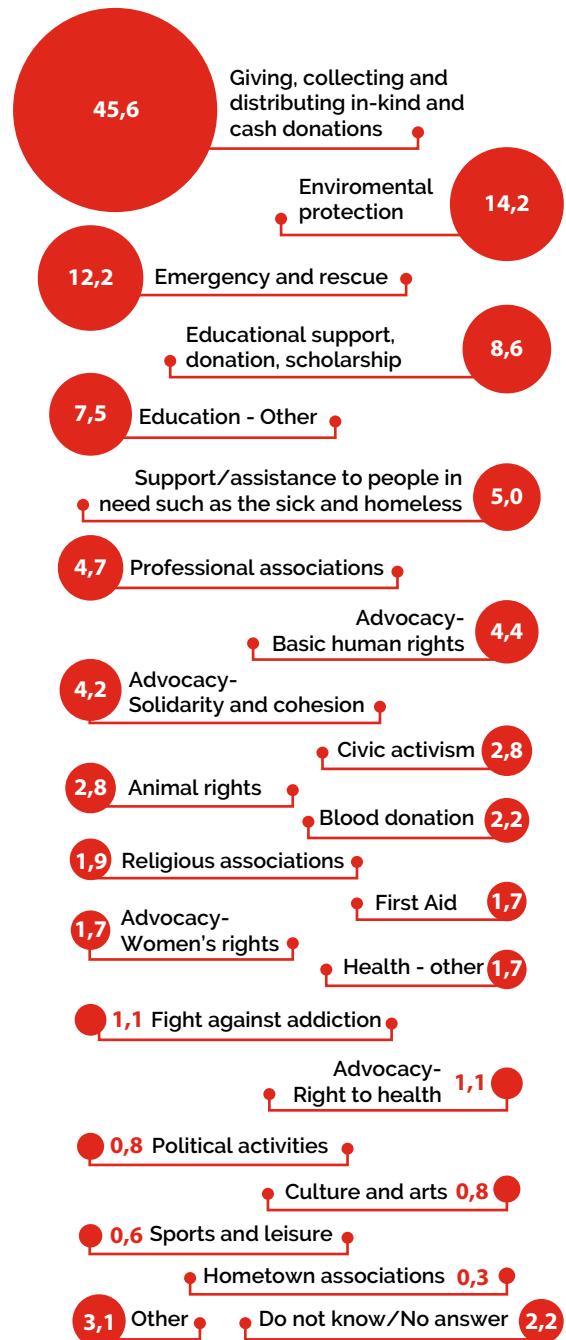 45,6
Giving, collecting and
distributing in-kind and
cash donations
Enviromental
protection
14,2
12,2
Emergency and rescue
Educational support,
donation, scholarship
8,6
7,5
Education - Other
Support/assistance to people in
need such as the sick and homeless
5,0
4,7
Professional associations
Advocacy-
Basic human rights
4,4
4,2
Advocacy-
Solidarity and cohesion
Civic activism
2,8
2,8
Animal rights
Blood donation
2,2
1,9
Religious associations
First Aid
1,7
1,7
Advocacy-
Women's rights
Health - other
1,7
1,1 Fight against addiction
Advocacy-
Right to health
1,1
0,8 Political activities
Culture and arts 0,8
0,6 Sports and leisure
Hometown associations 0,3
3,1 Other
Do not know/No answer 2,2